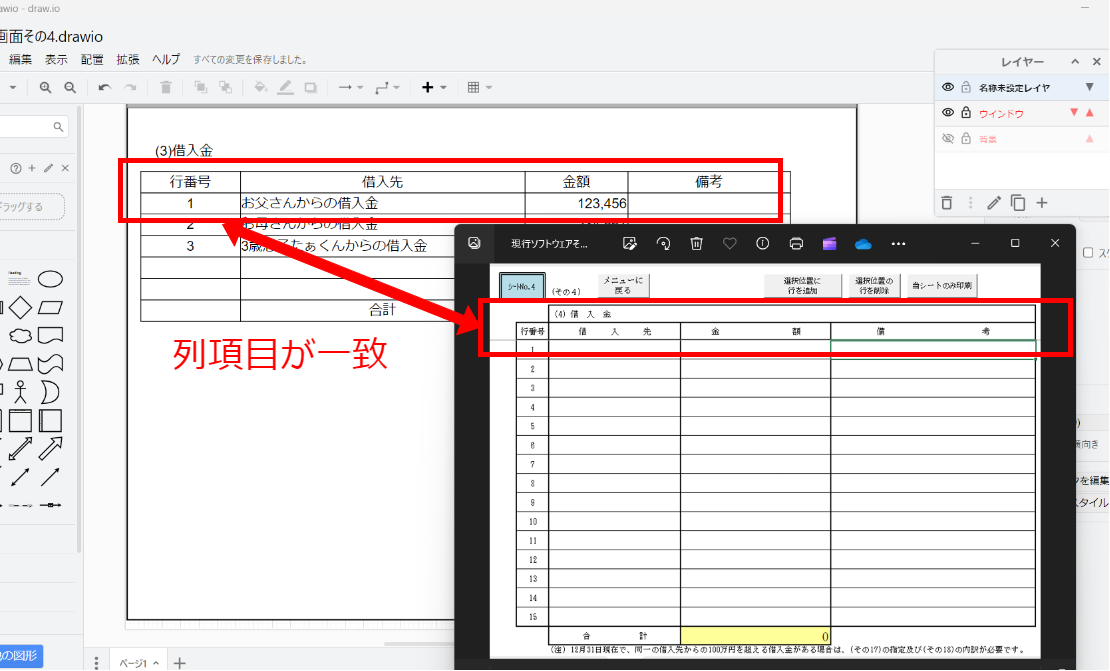 awio - draw.io
画面その4.drawio
編集 表示 配置 拡張 ヘルプ すべての変更を保存しました。
レイヤー
名称未設定レイヤ
ウインドウ
背景
ドラッグする
(3)借入金
行番号 借入先 金額 備考
1 お父さんからの借入金 123,456
2 お母さんからの借入金
3 3歳息子たぁくんからの借入金
合計
列項目が一致
Heading
現行ソフトウェアそ...
シートNo.4
(その4)
メニューに
戻る
選択位置に
行を追加
選択位置の
行を削除
当シートのみ印刷
(4) 借 入 金
行番号 借 入 先 金 額 備 考
1
2
3
4
5
6
7
8
9
10
11
12
13
14
15
合 計 0
(注) 12月31日現在で、同一の借入先からの100万円を超える借入金がある場合は、(その17)の指定及び(その18)の内訳が必要です。
横向き
タを編集
スタイル
の図形
ページ1